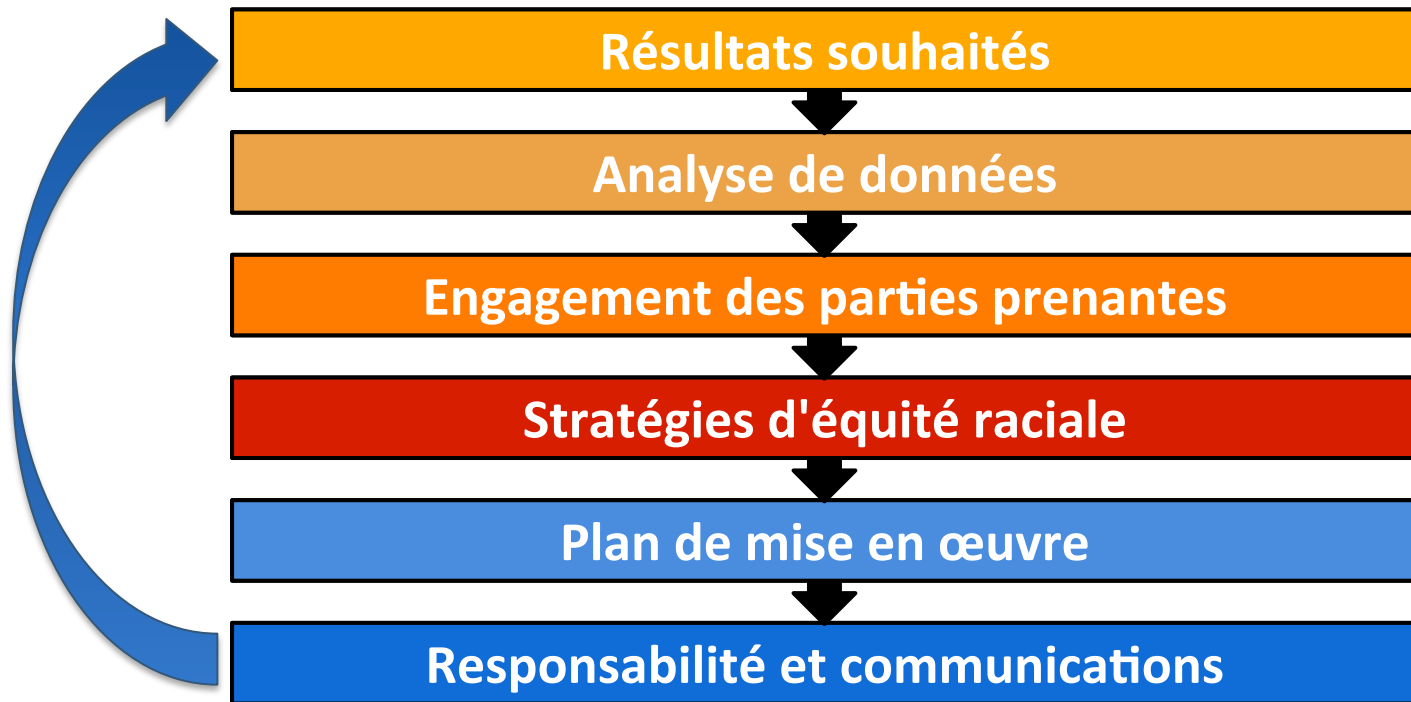 Résultats souhaités
Analyse de données
Engagement des parties prenantes
Stratégies d'équité raciale
Plan de mise en œuvre
Responsabilité et communications